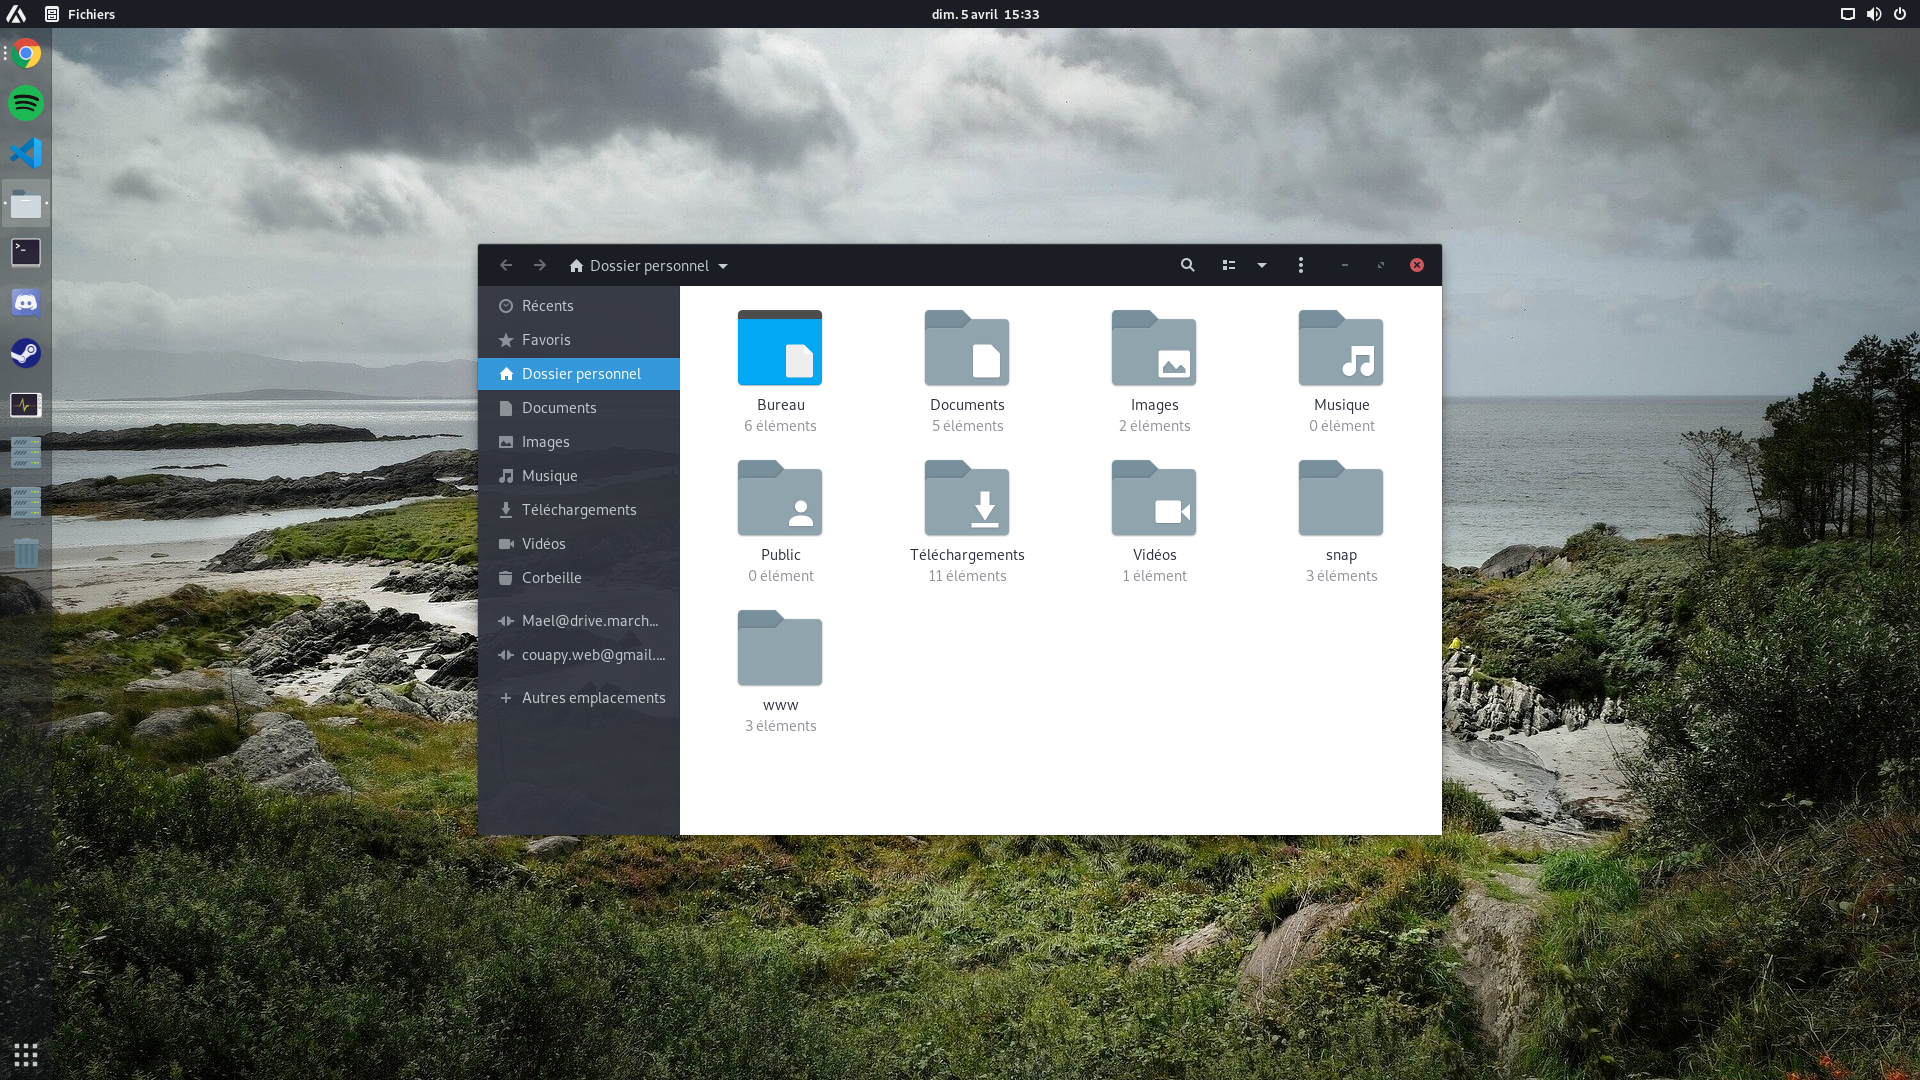 Fichiers
dim. 5 avril 15:33
Dossier personnel
Récents
Favoris
Dossier personnel
Documents
Images
Musique
Téléchargements
Vidéos
Corbeille
Mael@drive.march...
couapy.web@gmail....
Autres emplacements
Bureau
6 éléments
Documents
5 éléments
Images
2 éléments
Musique
0 élément
Public
0 élément
Téléchargements
11 éléments
Vidéos
1 élément
snap
3 éléments
www
3 éléments